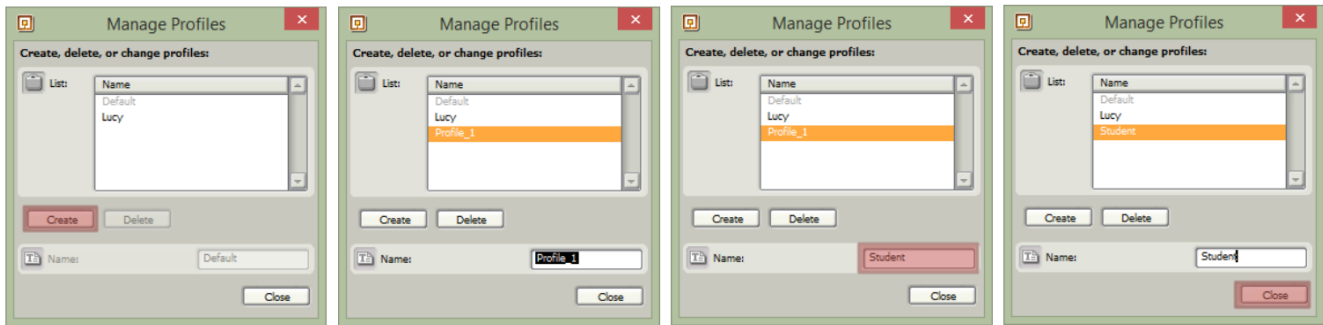 Manage Profiles
Create, delete, or change profiles:
List:
Name
Default
Lucy
Create Delete
Name: Default
Close
Manage Profiles
Create, delete, or change profiles:
List:
Name
Default
Lucy
Profile_1
Create Delete
Name: Profile_1
Close
Manage Profiles
Create, delete, or change profiles:
List:
Name
Default
Lucy
Profile_1
Create Delete
Name: Student
Close
Manage Profiles
Create, delete, or change profiles:
List:
Name
Default
Lucy
Student
Create Delete
Name: Student
Close